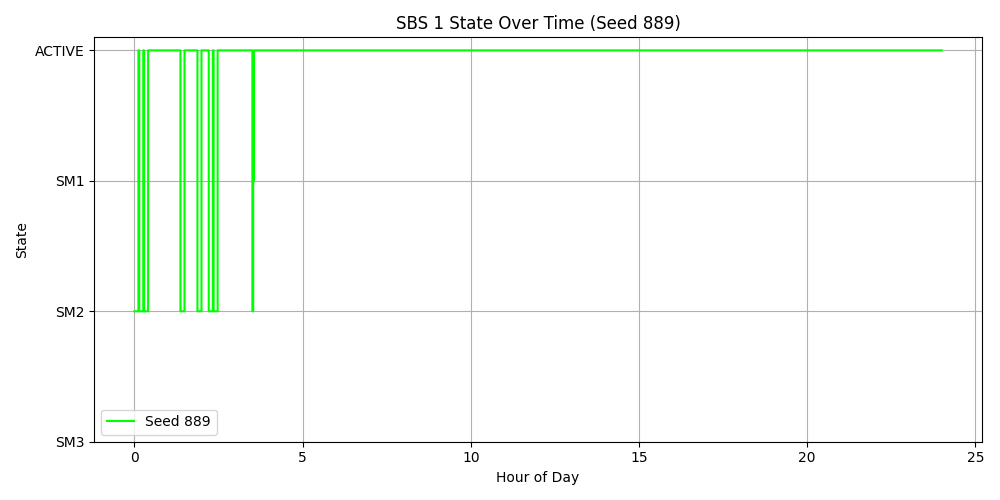 SBS 1 State Over Time (Seed 889)
ACTIVE
SM1
SM2
SM3
State
Seed 889
0 5 10 15 20 25
Hour of Day